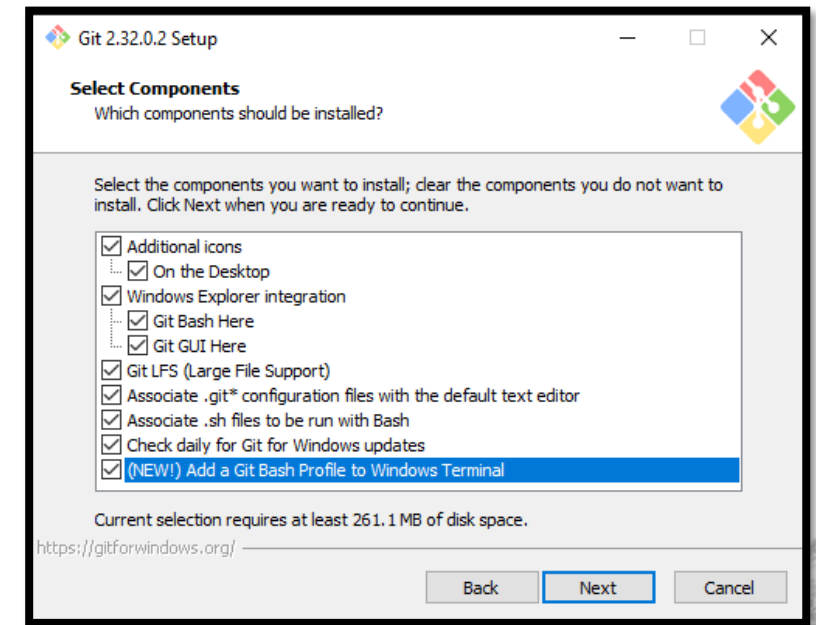 Git 2.32.0.2 Setup
Select Components
Which components should be installed?
Select the components you want to install; clear the components you do not want to
install. Click Next when you are ready to continue.
Additional icons
On the Desktop
Windows Explorer integration
Git Bash Here
Git GUI Here
Git LFS (Large File Support)
Associate .git* configuration files with the default text editor
Associate .sh files to be run with Bash
Check daily for Git for Windows updates
(NEW!) Add a Git Bash Profile to Windows Terminal
Current selection requires at least 261.1 MB of disk space.
https://gitforwindows.org/
Back Next Cancel